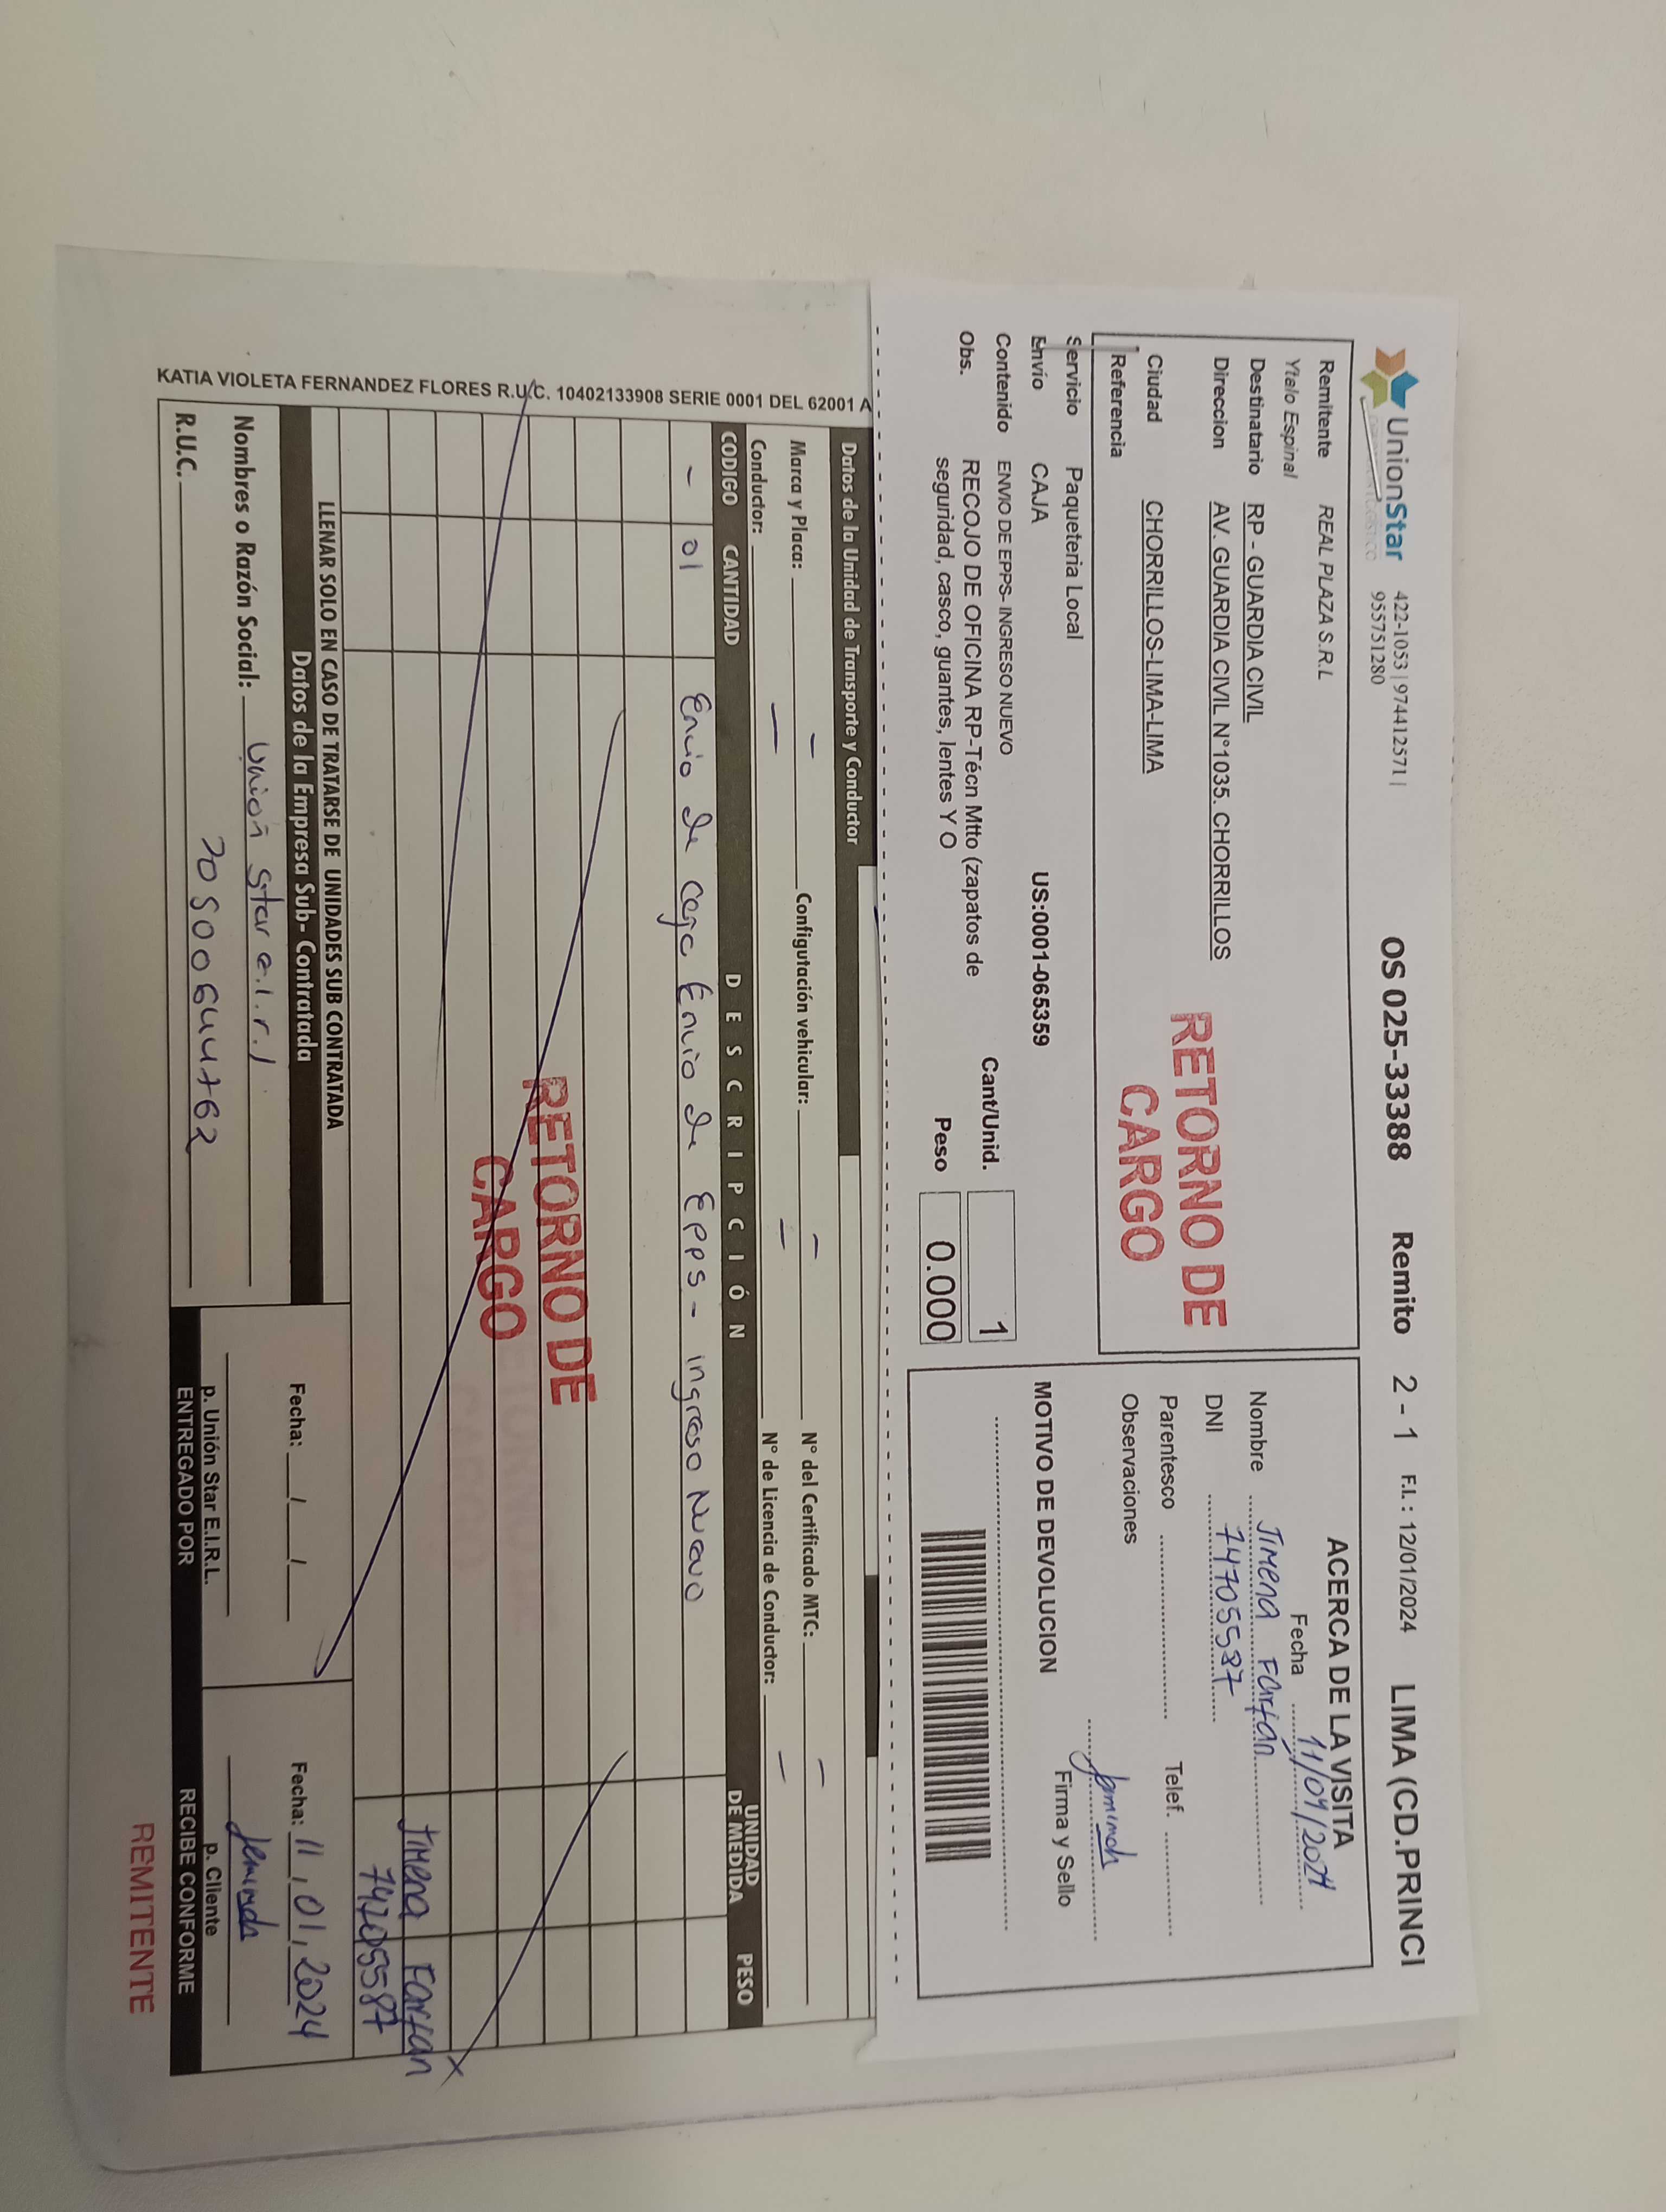 UnionStar
422-1053 | 974412571 |
955751280
OS 025-33388 Remito 2 - 1 F.I. : 12/01/2024 LIMA (CD.PRINCI
Remitente REAL PLAZA S.R.L
Ytalo Espinal
Destinatario RP - GUARDIA CIVIL
Direccion AV. GUARDIA CIVIL N°1035. CHORRILLOS
Ciudad CHORRILLOS-LIMA-LIMA
Referencia
RETORNO DE
CARGO
Servicio Paqueteria Local
Envio CAJA US:0001-065359
Contenido ENVIO DE EPPS- INGRESO NUEVO
Obs. RECOJO DE OFICINA RP-Técn Mtto (zapatos de
seguridad, casco, guantes, lentes Y O
Cant/Unid. 1
Peso 0.000
ACERCA DE LA VISITA
Fecha 11/01/2024
Nombre Jimena Farfán
DNI 74705587
Parentesco Telef.
Observaciones
Firma y Sello
MOTIVO DE DEVOLUCION
Datos de la Unidad de Transporte y Conductor
Marca y Placa: - Configutación vehicular: - N° del Certificado MTC: -
Conductor: - N° de Licencia de Conductor: -
CODIGO CANTIDAD DESCRIPCIÓN UNIDAD DE MEDIDA PESO
- 01 Envio de caja Envio de Epps - ingreso Nuevo
RETORNO DE
CARGO
Jimena Farfan
74705587
LLENAR SOLO EN CASO DE TRATARSE DE UNIDADES SUB CONTRATADA
Datos de la Empresa Sub- Contratada
Nombres o Razón Social: Union Star e.i.r.l
R.U.C. 20500644762
Fecha: / /
p. Unión Star E.I.R.L.
ENTREGADO POR
Fecha: 11 / 01 / 2024
p. Cliente
RECIBE CONFORME
REMITENTE
KATIA VIOLETA FERNANDEZ FLORES R.U.C. 10402133908 SERIE 0001 DEL 62001 A